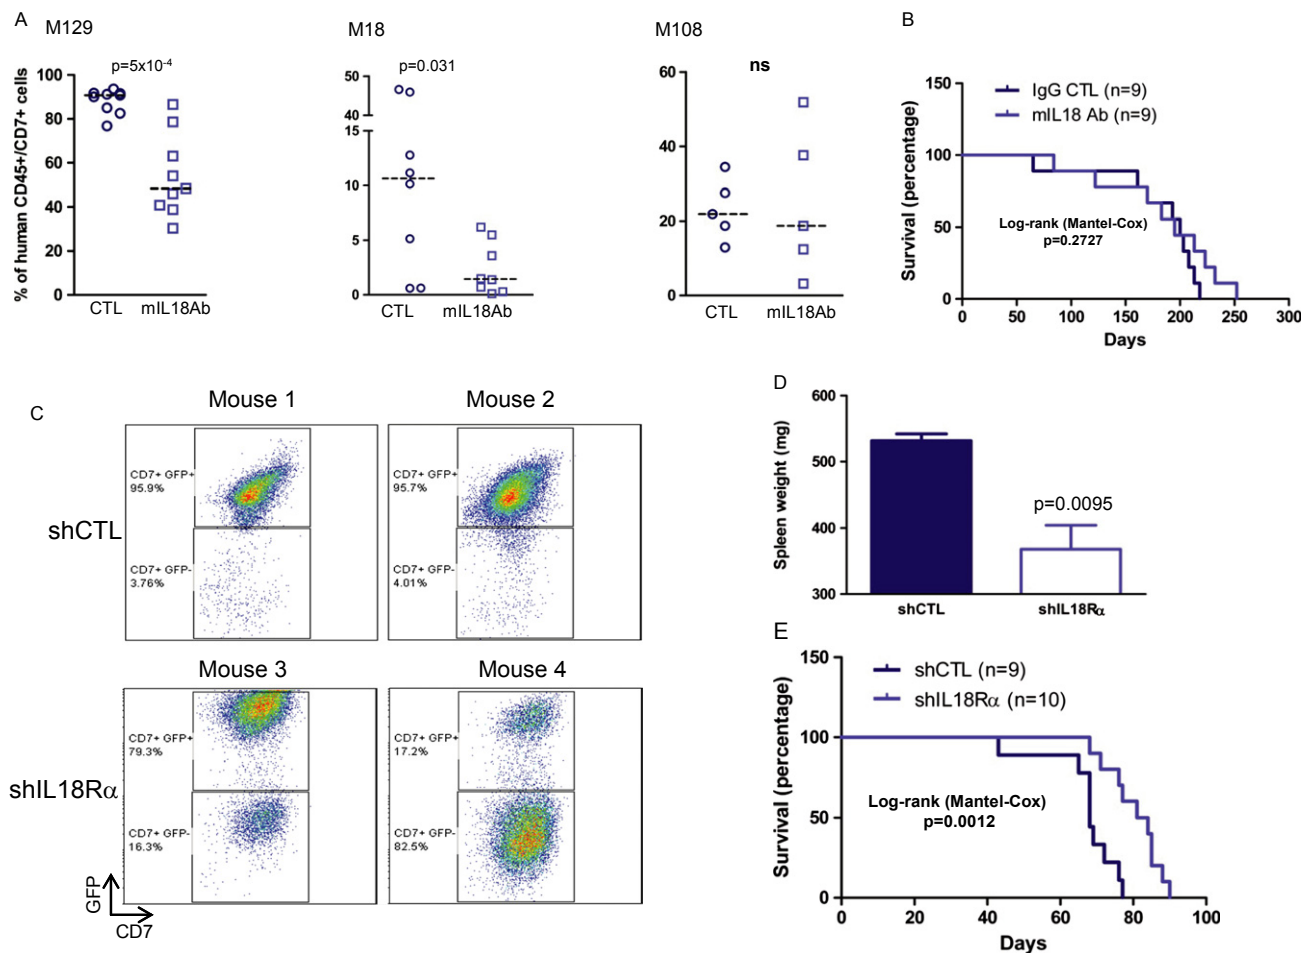 A
M129
p=5x10-4
% of human CD45+/CD7+ cells
100
80
60
40
20
0
CTL
mIL18Ab
M18
p=0.031
50
40
15
10
5
0
CTL
mIL18Ab
M108
ns
60
40
20
0
CTL
mIL18Ab
B
IgG CTL (n=9)
mIL18 Ab (n=9)
Survival (percentage)
150
100
50
0
Log-rank (Mantel-Cox)
p=0.2727
0
50
100
150
200
250
300
Days
C
Mouse 1
Mouse 2
shCTL
CD7+ GFP+
95.9%
CD7+ GFP-
3.76%
CD7+ GFP+
95.7%
CD7+ GFP-
4.01%
Mouse 3
Mouse 4
shIL18Rα
CD7+ GFP+
79.3%
CD7+ GFP-
16.3%
CD7+ GFP+
17.2%
CD7+ GFP-
82.5%
GFP
CD7
D
Spleen weight (mg)
600
500
400
300
p=0.0095
shCTL
shIL18Rα
E
shCTL (n=9)
shIL18Rα (n=10)
Survival (percentage)
150
100
50
0
Log-rank (Mantel-Cox)
p=0.0012
0
20
40
60
80
100
Days